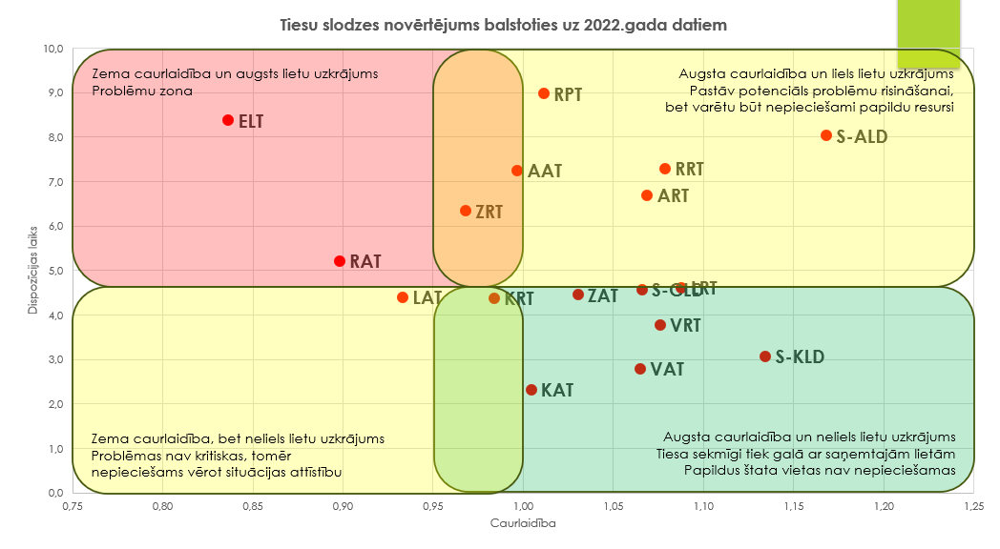 Tiesu slodzes novērtējums balstoties uz 2022.gada datiem
10,0
9,0
8,0
7,0
6,0
5,0
4,0
3,0
2,0
1,0
0,0
Dispozīcijas laiks
Zema caurlaidība un augsts lietu uzkrājums
Problēmu zona
Augsta caurlaidība un liels lietu uzkrājums
Pastāv potenciāls problēmu risināšanai,
bet varētu būt nepieciešami papildu resursi
RPT
ELT
S-ALD
AAT
RRT
ART
ZRT
RAT
LAT
KRT
ZAT
S-CLD
LRT
VRT
S-KLD
VAT
KAT
Zema caurlaidība, bet neliels lietu uzkrājums
Problēmas nav kritiskas, tomēr
nepieciešams vērot situācijas attīstību
Augsta caurlaidība un neliels lietu uzkrājums
Tiesa sekmīgi tiek galā ar saņemtajām lietām
Papildus štata vietas nav nepieciešamas
0,75
0,80
0,85
0,90
0,95
1,00
1,05
1,10
1,15
1,20
1,25
Caurlaidība